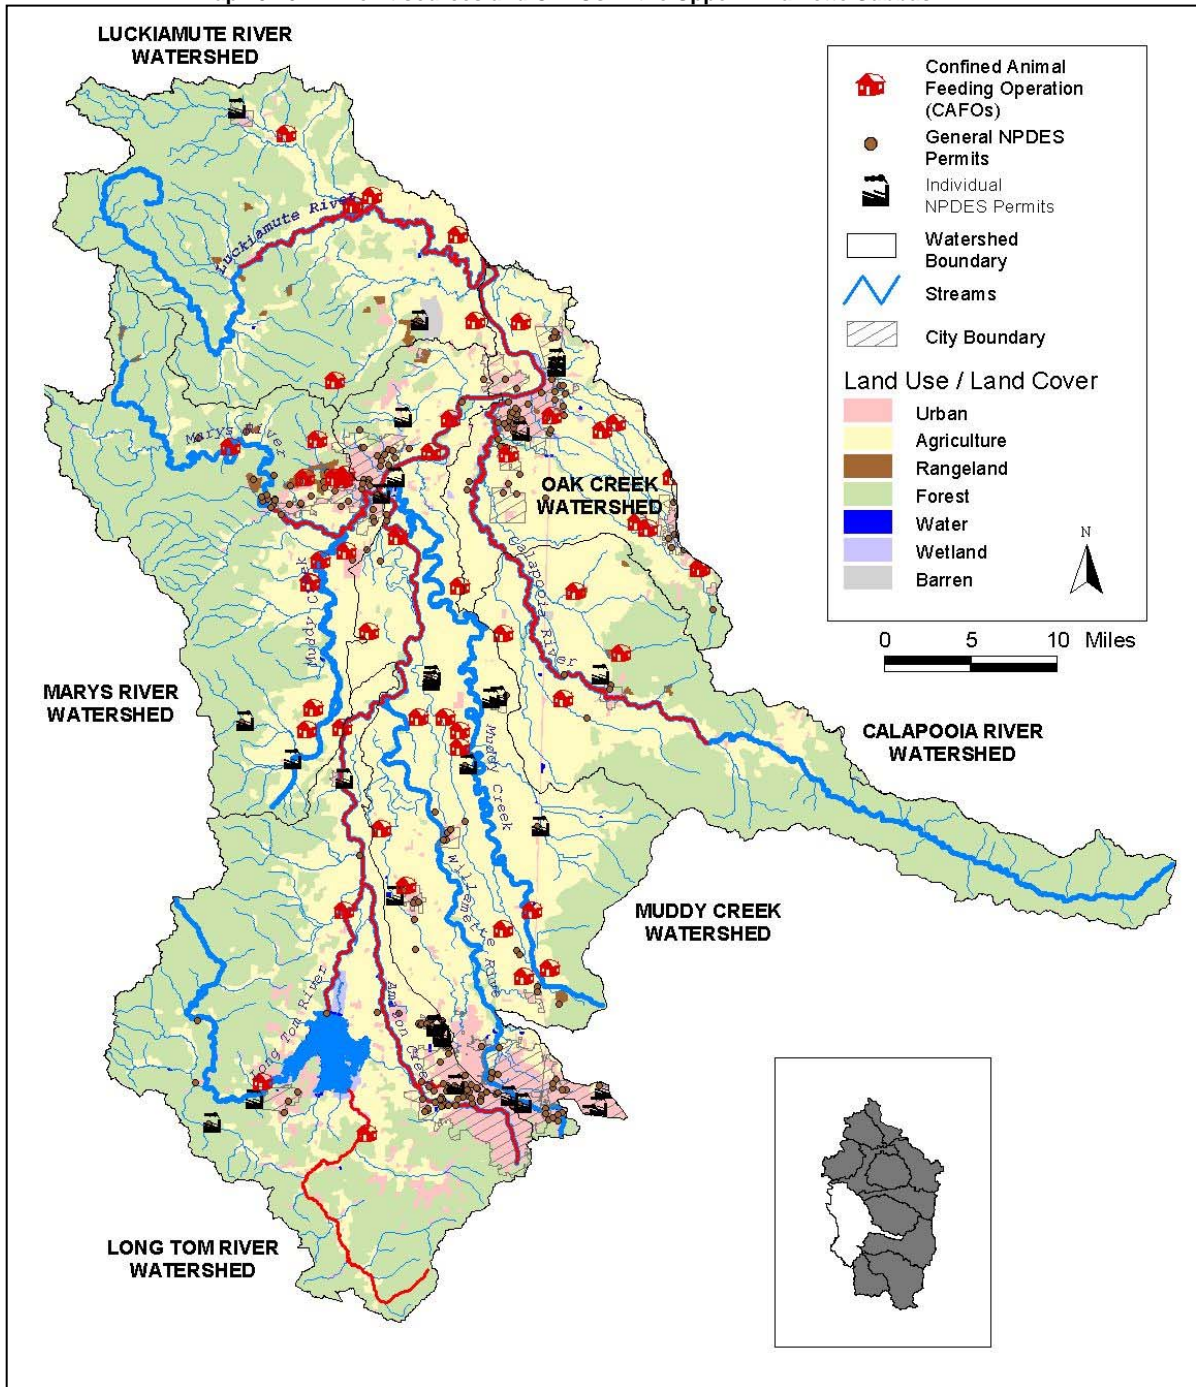 LUCKIAMUTE RIVER
WATERSHED
Confined Animal
Feeding Operation
(CAFOs)
General NPDES
Permits
Individual
NPDES Permits
Watershed
Boundary
Streams
City Boundary
Land Use / Land Cover
Urban
Agriculture
Rangeland
Forest
Water
Wetland
Barren
N
0 5 10 Miles
Luckiamute River
Marys River
OAK CREEK
WATERSHED
Calapooia River
Muddy Creek
MARYS RIVER
WATERSHED
CALAPOOIA RIVER
WATERSHED
Muddy Creek
Willamette River
MUDDY CREEK
WATERSHED
Long Tom River
Amazon Creek
LONG TOM RIVER
WATERSHED